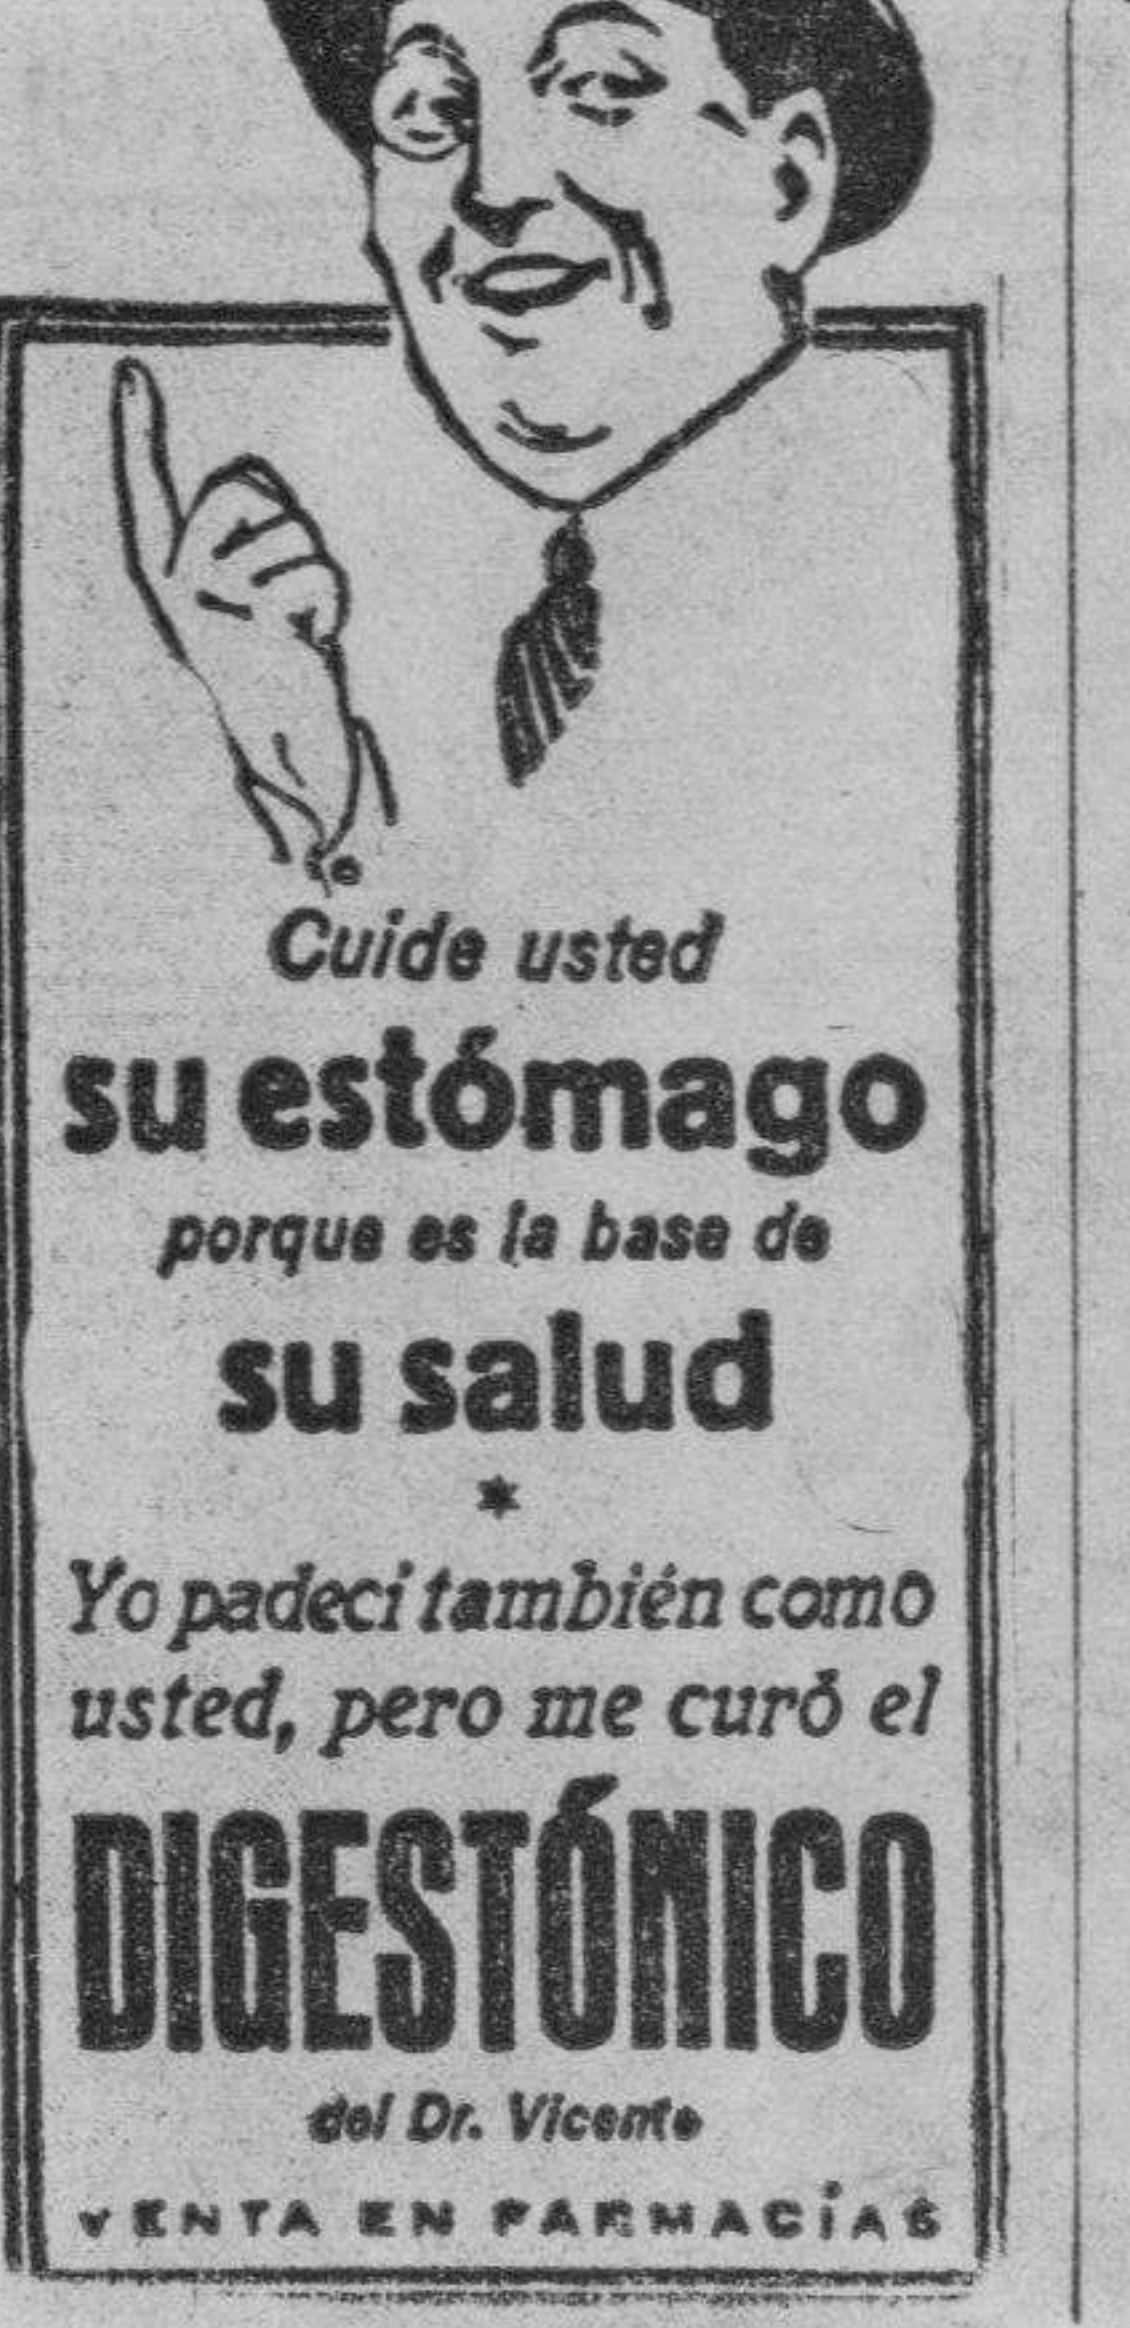 Cuide usted
su estómago
porque es la base de
su salud
*
Yo padecí también como
usted, pero me curó el
DIGESTÓNICO
del Dr. Vicente
VENTA EN FARMACÍAS